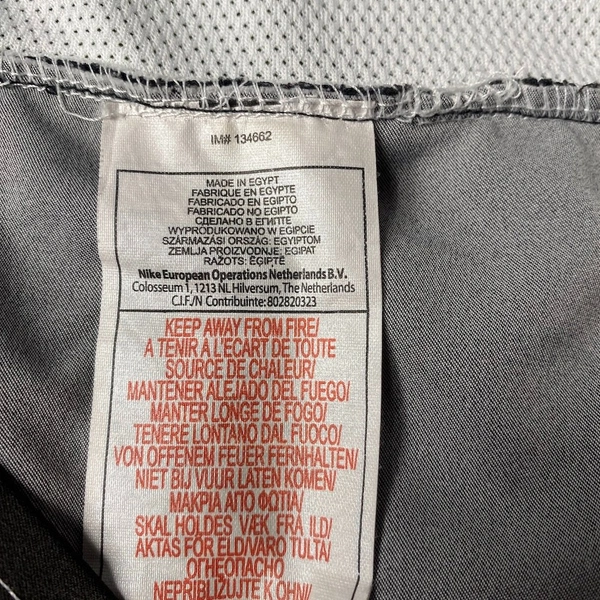 IM# 134662
MADE IN EGYPT
FABRIQUE EN EGYPTE
FABRICADO EN EGIPTO
FABRICADO NO EGIPTO
СДЕЛАНО В ЕГИПТЕ
WYPRODUKOWANO W EGIPCIE
SZÁRMAZÁSI ORSZÁG: EGYIPTOM
ZEMLJA PROIZVODNJE: EGIPAT
RAŽOTS: ĒĢIPTĒ
Nike European Operations Netherlands B.V.
Colosseum 1, 1213 NL Hilversum, The Netherlands
C.I.F./N Contribuinte: 802820323
KEEP AWAY FROM FIRE/
A TENIR À L'ECART DE TOUTE
SOURCE DE CHALEUR/
MANTENER ALEJADO DEL FUEGO/
MANTER LONGE DE FOGO/
TENERE LONTANO DAL FUOCO/
VON OFFENEM FEUER FERNHALTEN/
NIET BIJ VUUR LATEN KOMEN/
ΜΑΚΡΙΑ ΑΠΟ ΦΩΤΙΑ/
SKAL HOLDES VÆK FRA ILD/
AKTAS FÖR ELD/VARO TULTA/
ОГНЕОПАСНО
NEPRIBLIZUJTE K OHNI/